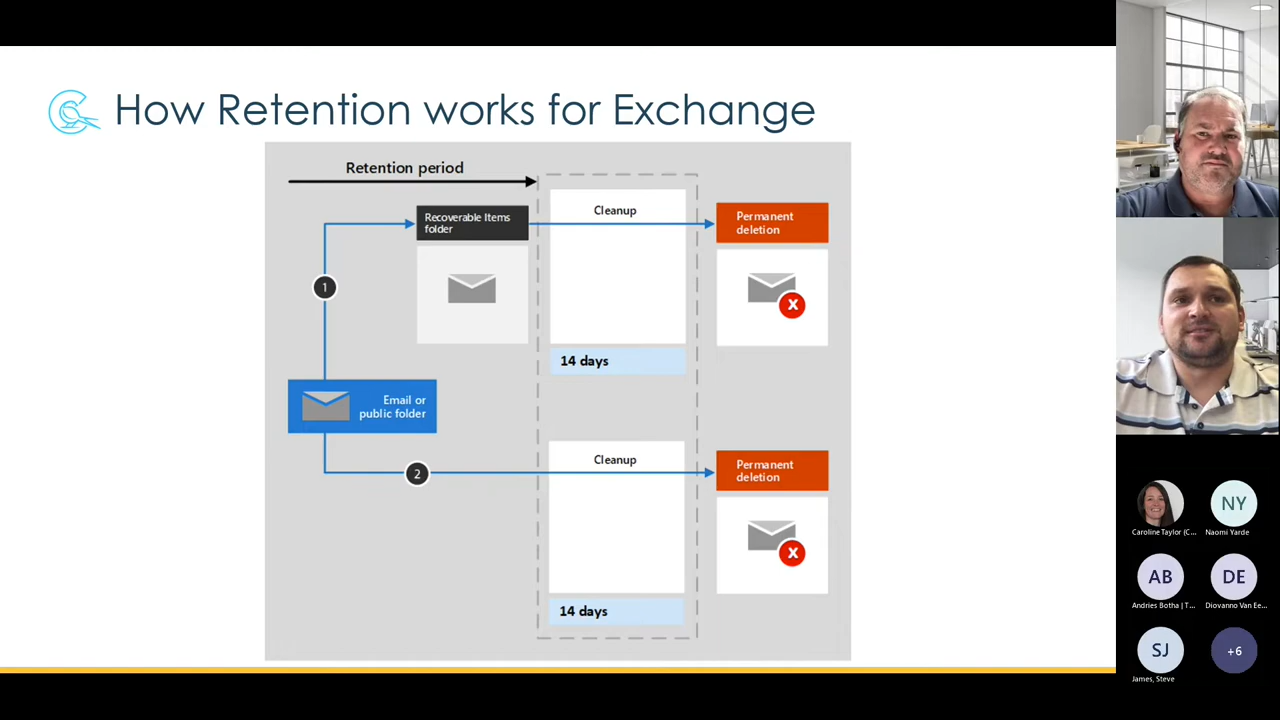 How Retention works for Exchange
Retention period
Recoverable Items
folder
Cleanup
Permanent
deletion
1
X
14 days
Email or
public folder
2
Cleanup
Permanent
deletion
X
14 days
Caroline Taylor (C...
NY
Naomi Yarde
AB
Andries Botha | T...
DE
Diovanno Van Ee...
SJ
James, Steve
+6